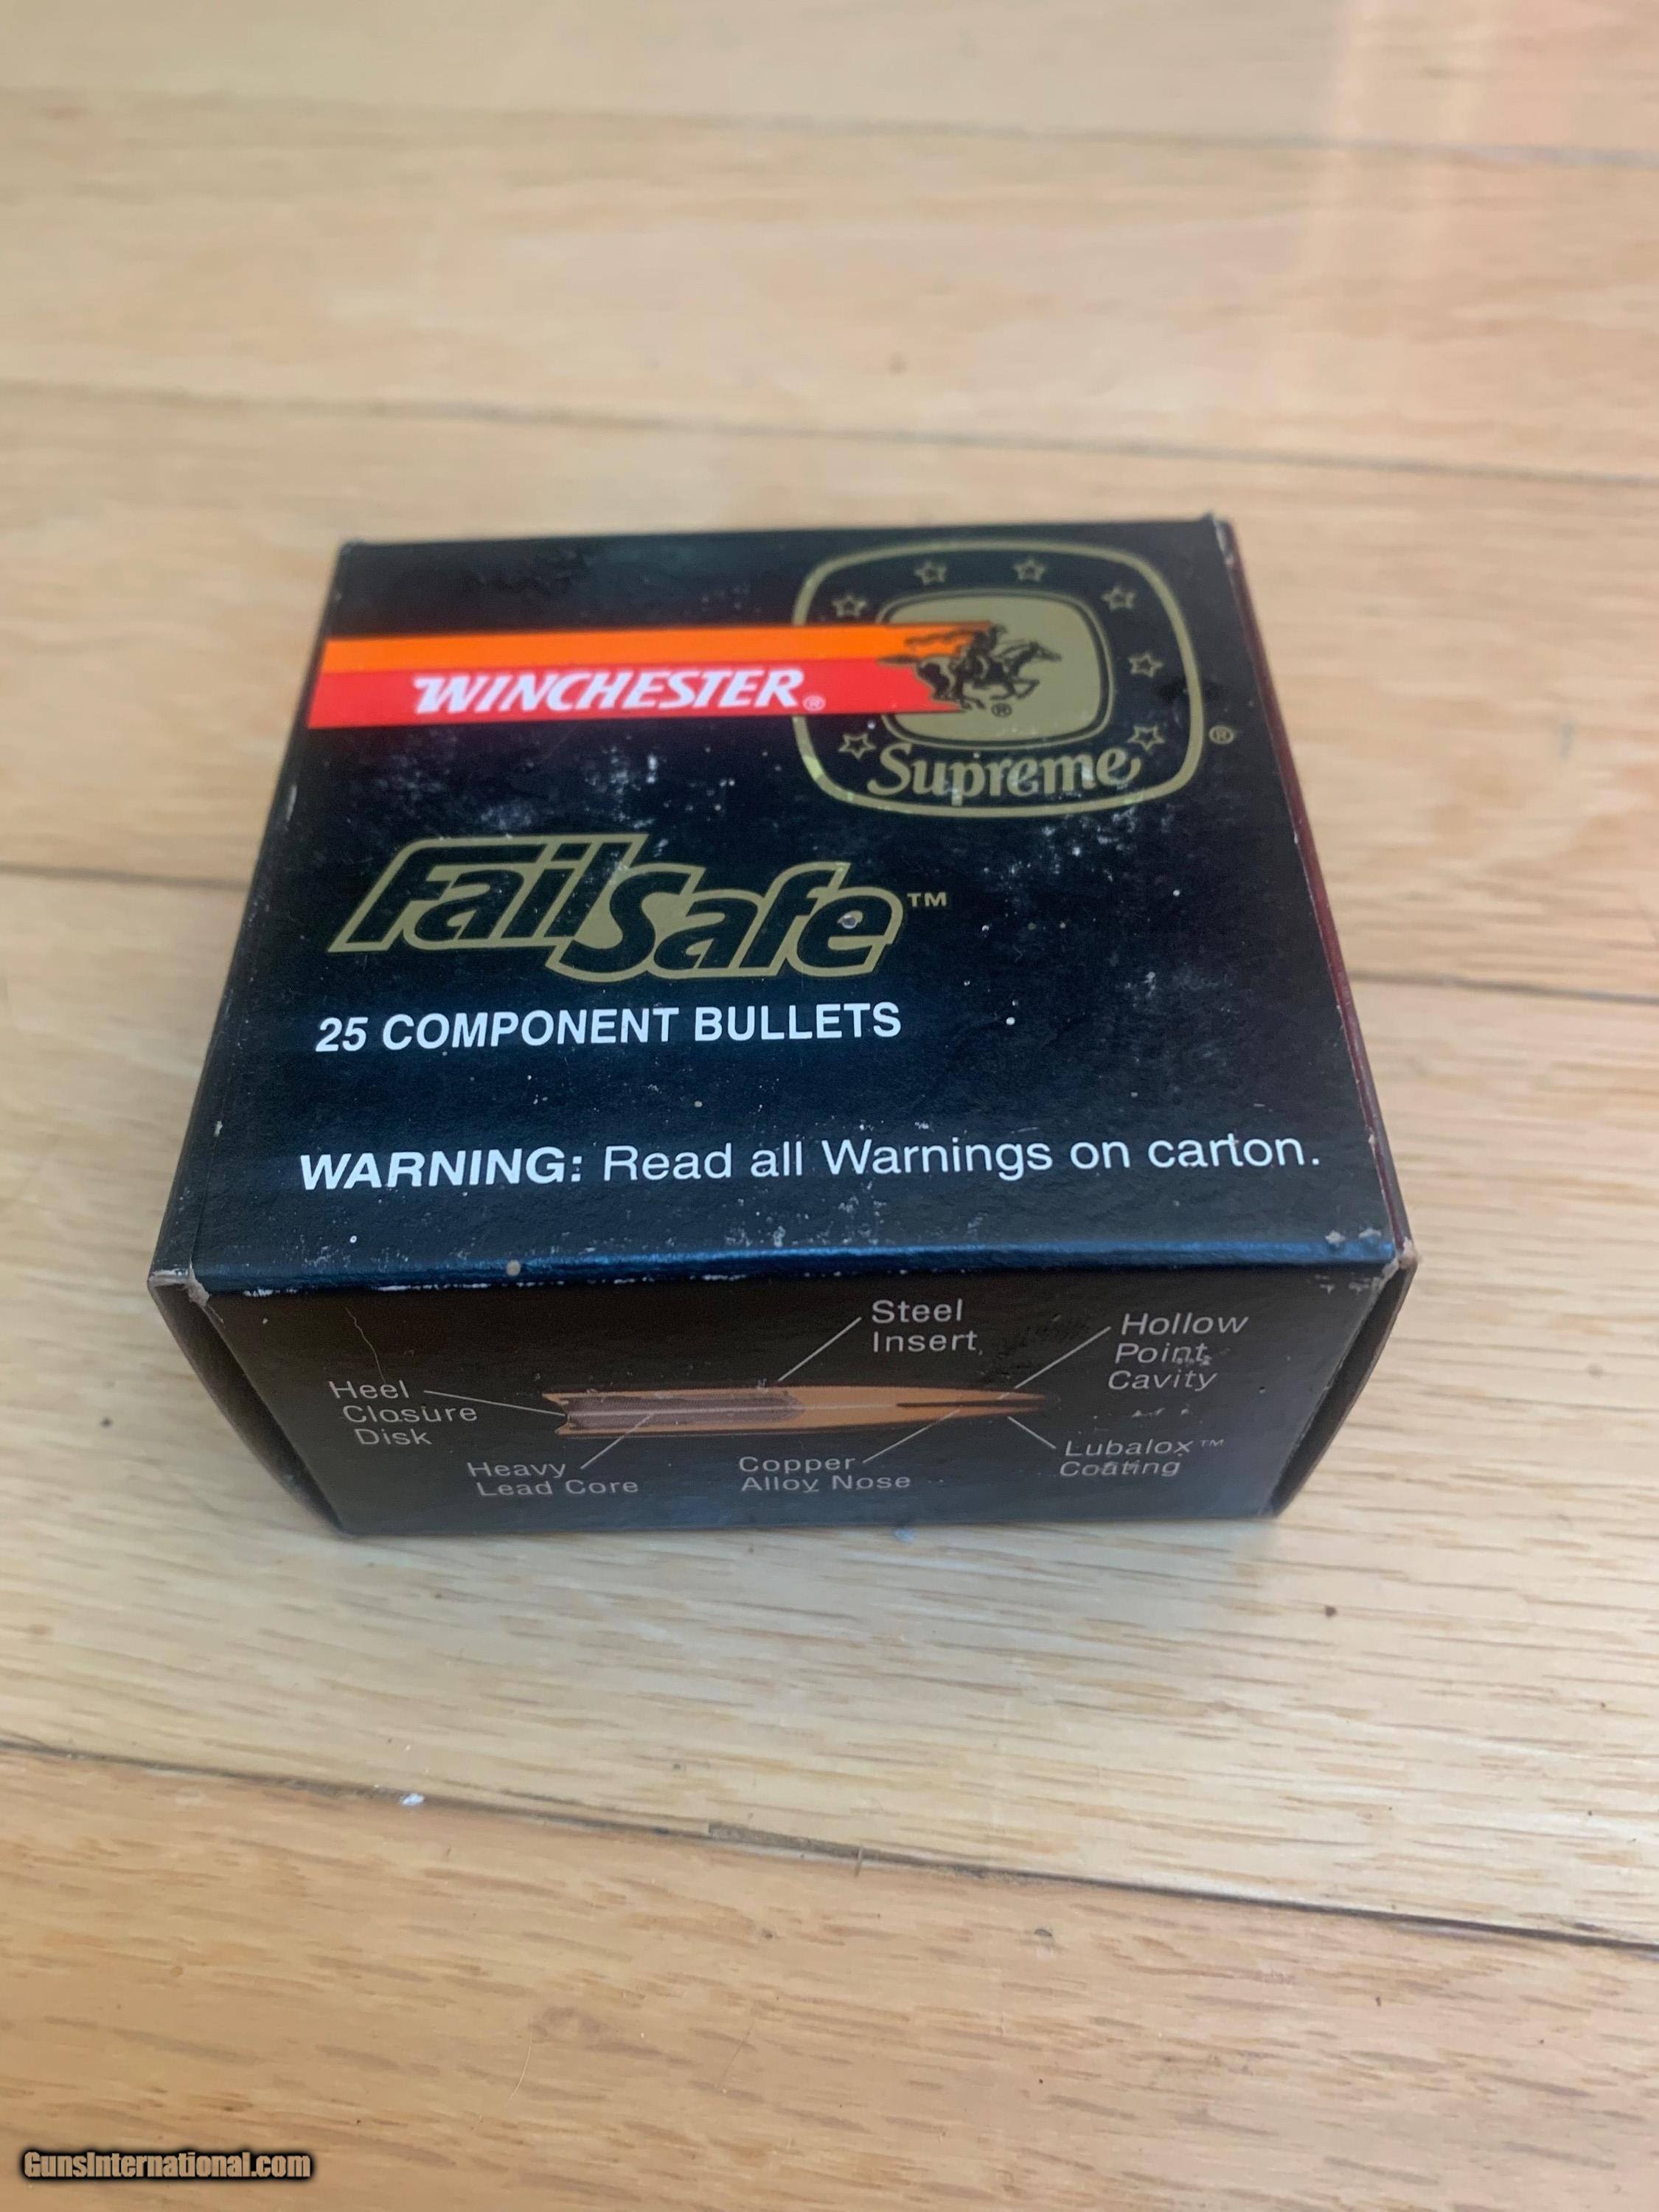 WINCHESTER®
®
Supreme
®
FailSafe™
25 COMPONENT BULLETS
WARNING: Read all Warnings on carton.
Steel
Insert
Hollow
Point
Cavity
Heel
Closure
Disk
Heavy
Lead Core
Copper
Alloy Nose
Lubalox™
Coating
GunsInternational.com